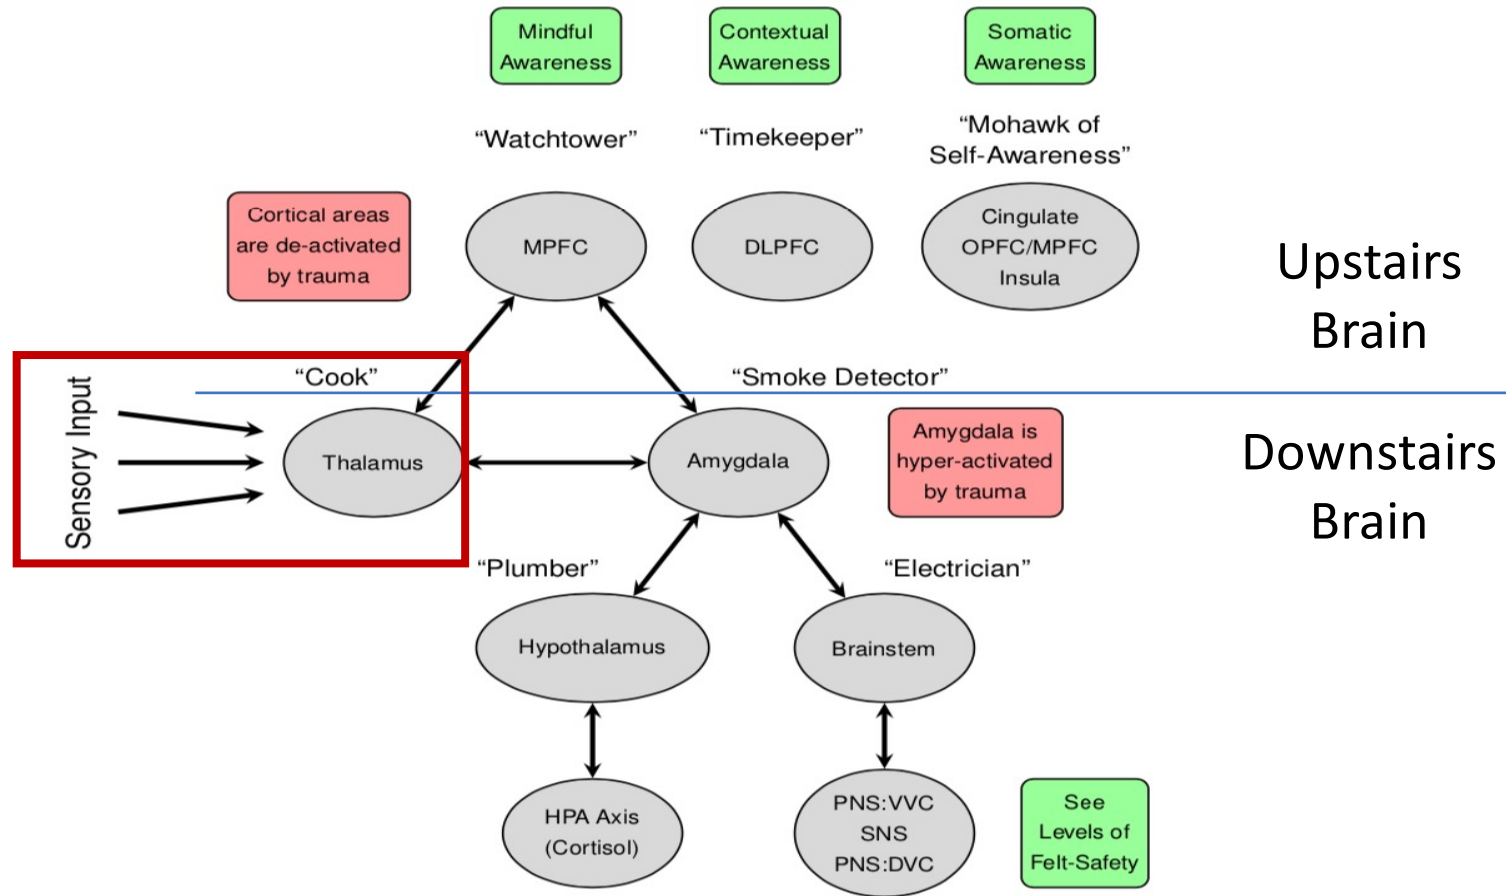 Mindful
Awareness
Contextual
Awareness
Somatic
Awareness
“Watchtower”
“Timekeeper”
“Mohawk of
Self-Awareness”
Cortical areas
are de-activated
by trauma
MPFC
DLPFC
Cingulate
OPFC/MPFC
Insula
Upstairs
Brain
“Cook”
“Smoke Detector”
Sensory Input
Thalamus
Amygdala
Amygdala is
hyper-activated
by trauma
Downstairs
Brain
“Plumber”
“Electrician”
Hypothalamus
Brainstem
HPA Axis
(Cortisol)
PNS:VVC
SNS
PNS:DVC
See
Levels of
Felt-Safety